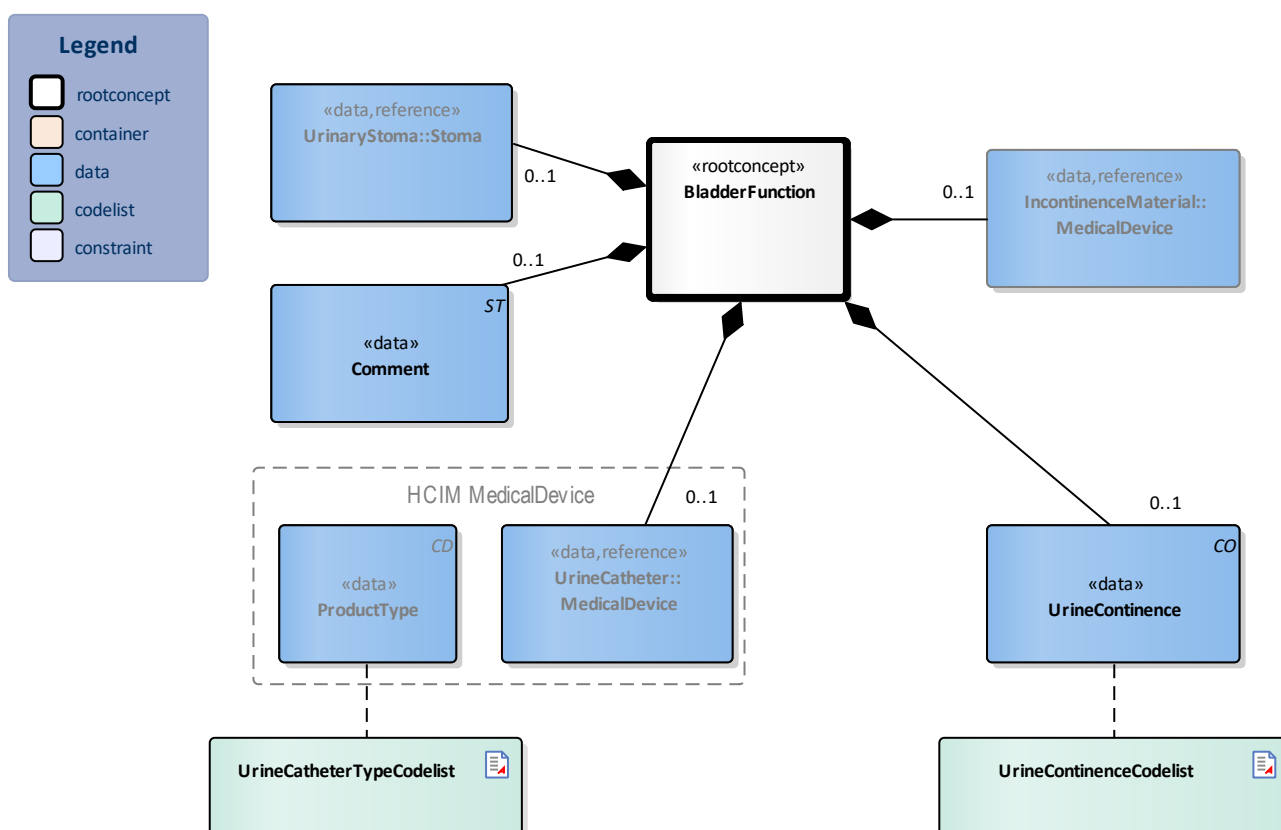 Legend
rootconcept
container
data
codelist
constraint
«data,reference»
UrinaryStoma::Stoma
0..1
«rootconcept»
BladderFunction
0..1
«data,reference»
IncontinenceMaterial::
MedicalDevice
0..1
ST
«data»
Comment
HCIM MedicalDevice
0..1
CD
«data»
ProductType
«data,reference»
UrineCatheter::
MedicalDevice
0..1
CO
«data»
UrineContinence
UrineCatheterTypeCodelist
UrineContinenceCodelist